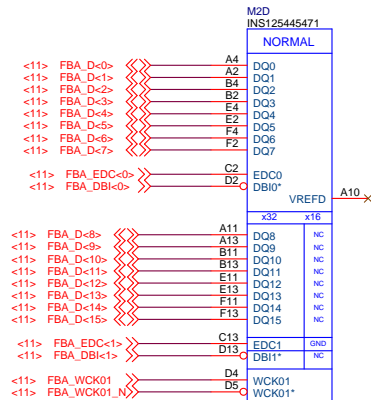 M2D
INS125445471
NORMAL
<11> FBA_D<0> A4 DQ0
<11> FBA_D<1> A2 DQ1
<11> FBA_D<2> B4 DQ2
<11> FBA_D<3> B2 DQ3
<11> FBA_D<4> E4 DQ4
<11> FBA_D<5> E2 DQ5
<11> FBA_D<6> F4 DQ6
<11> FBA_D<7> F2 DQ7
<11> FBA_EDC<0> C2 EDC0
<11> FBA_DBI<0> D2 DBI0*
VREFD A10
x32 x16
<11> FBA_D<8> A11 DQ8 NC
<11> FBA_D<9> A13 DQ9 NC
<11> FBA_D<10> B11 DQ10 NC
<11> FBA_D<11> B13 DQ11 NC
<11> FBA_D<12> E11 DQ12 NC
<11> FBA_D<13> E13 DQ13 NC
<11> FBA_D<14> F11 DQ14 NC
<11> FBA_D<15> F13 DQ15 NC
<11> FBA_EDC<1> C13 EDC1 GND
<11> FBA_DBI<1> D13 DBI1* NC
<11> FBA_WCK01 D4 WCK01
<11> FBA_WCK01_N D5 WCK01*